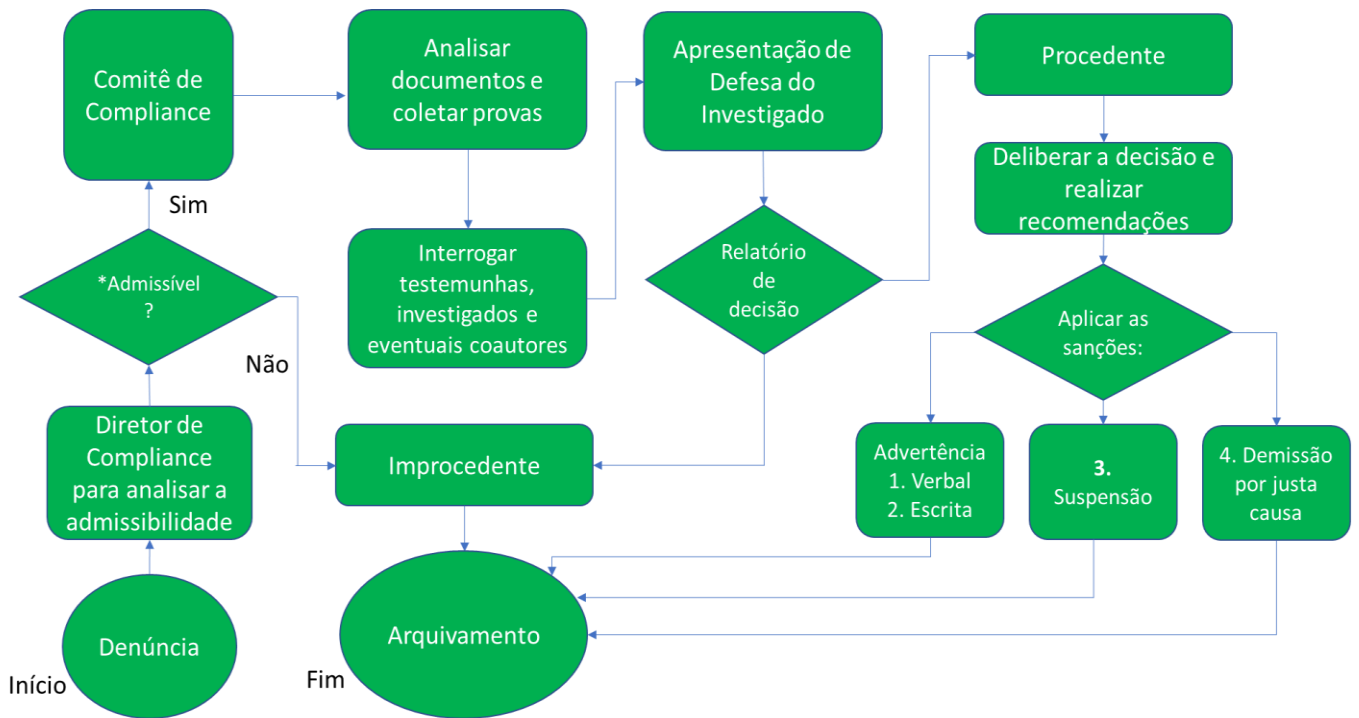 Comitê de
Compliance
Analisar
documentos e
coletar provas
Apresentação de
Defesa do
Investigado
Procedente
Deliberar a decisão e
realizar
recomendações
Sim
*Admissível
?
Interrogar
testemunhas,
investigados e
eventuais coautores
Relatório
de
decisão
Aplicar as
sanções:
Não
Diretor de
Compliance
para analisar a
admissibilidade
Improcedente
Advertência
1. Verbal
2. Escrita
3.
Suspensão
4. Demissão
por justa
causa
Denúncia
Início
Arquivamento
Fim